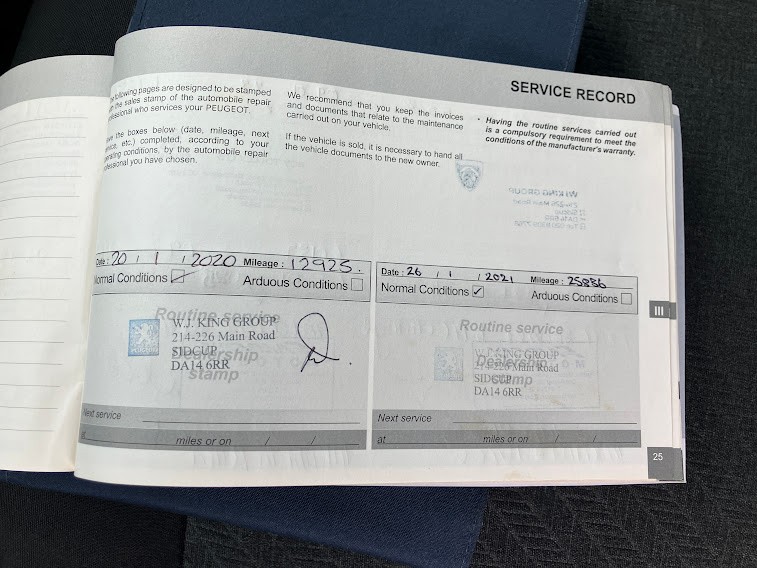 SERVICE RECORD
following pages are designed to be stamped
the sales stamp of the automobile repair
who services your PEUGEOT.
the boxes below (date, mileage, next
etc.) completed, according to your
conditions, by the automobile repair
you have chosen.
We recommend that you keep the invoices
and documents that relate to the maintenance
carried out on your vehicle.
If the vehicle is sold, it is necessary to hand all
the vehicle documents to the new owner.
* Having the routine services carried out
is a compulsory requirement to meet the
conditions of the manufacturer's warranty.
Date : 20 / 1 / 2020 Mileage : 12925.
Normal Conditions Arduous Conditions
Routine service
W.J. KING GROUP
214-226 Main Road
SIDCUP
Dealership
DA14 6RR
stamp
PEUGEOT
Next service
at miles or on / /
Date : 26 / 1 / 2021 Mileage : 25886
Normal Conditions Arduous Conditions
Routine service
W.J. KING GROUP
Dealership
214-226 Main Road
SIDCUP
stamp
DA14 6RR
Next service
at miles or on / /
III
25